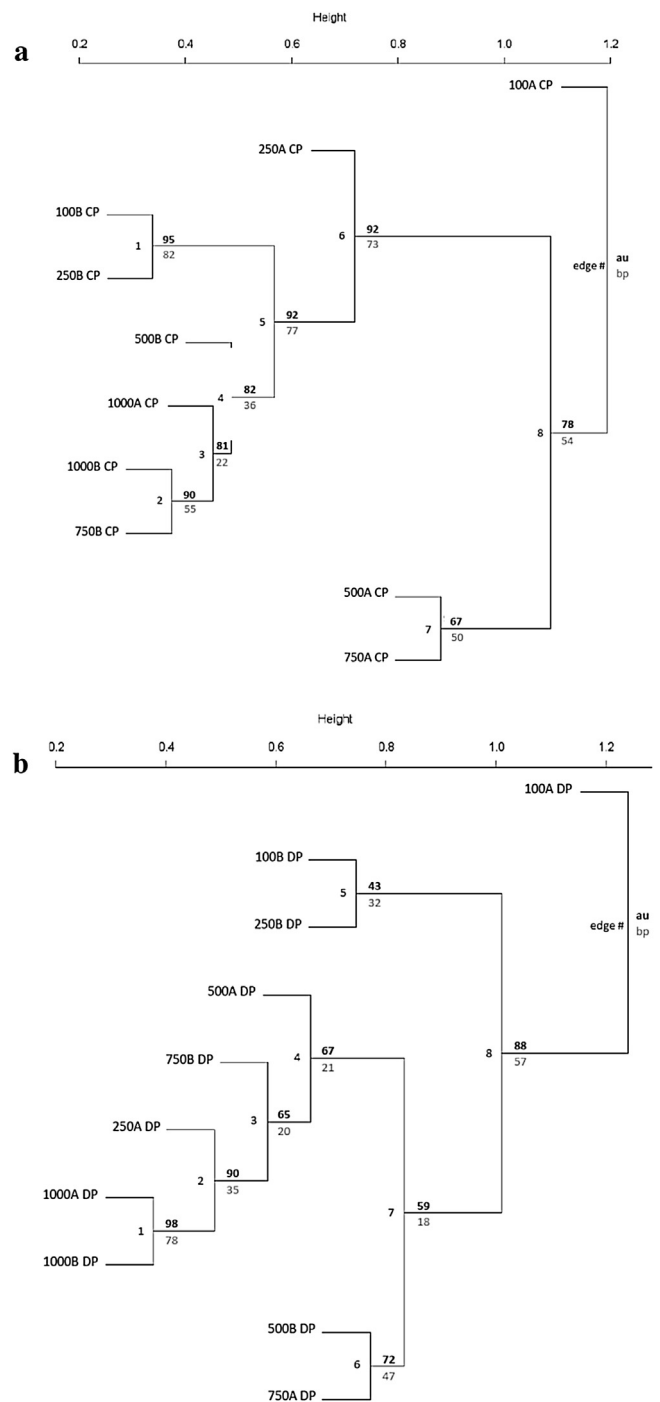 Height
0.2 0.4 0.6 0.8 1.0 1.2
a
100A CP
250A CP
100B CP
6 92
73
1 95
82
edge # au
bp
250B CP
5 92
77
500B CP
4 82
36
1000A CP
8 78
54
3 81
22
1000B CP
2 90
55
750B CP
500A CP
7 67
50
750A CP
Height
0.2 0.4 0.6 0.8 1.0 1.2
b
100A DP
100B DP
5 43
32
edge # au
bp
250B DP
500A DP
4 67
21
8 88
57
750B DP
3 65
20
250A DP
2 90
35
1000A DP
7 59
18
1 98
78
1000B DP
500B DP
6 72
47
750A DP